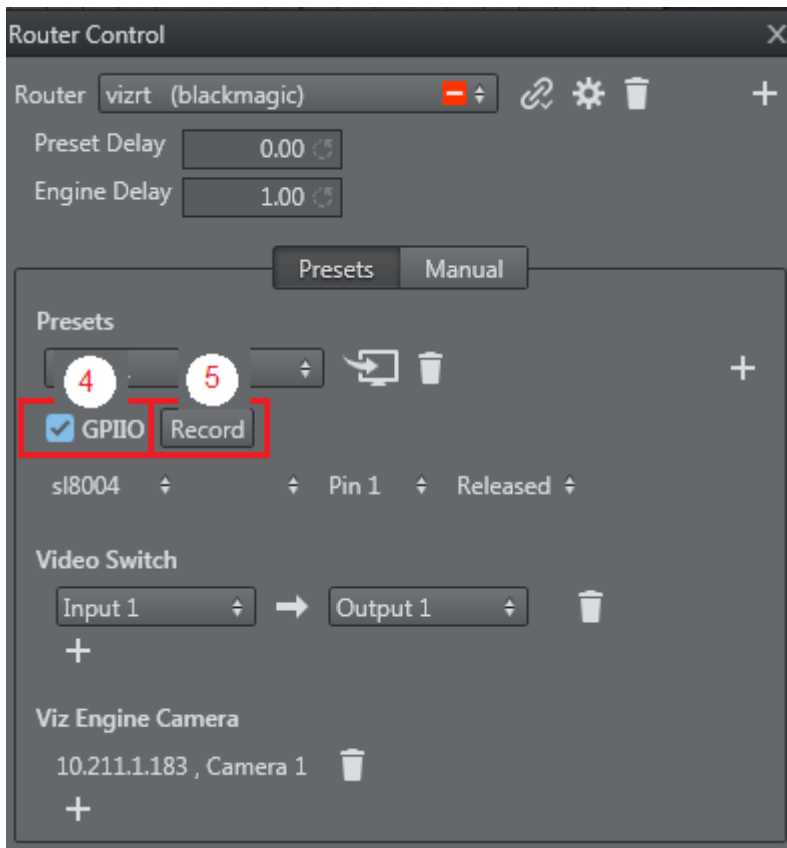 Router Control
Router vizrt (blackmagic)
Preset Delay 0.00
Engine Delay 1.00
Presets Manual
Presets
4 5
GPIIO Record
sl8004 Pin 1 Released
Video Switch
Input 1 Output 1
Viz Engine Camera
10.211.1.183 , Camera 1